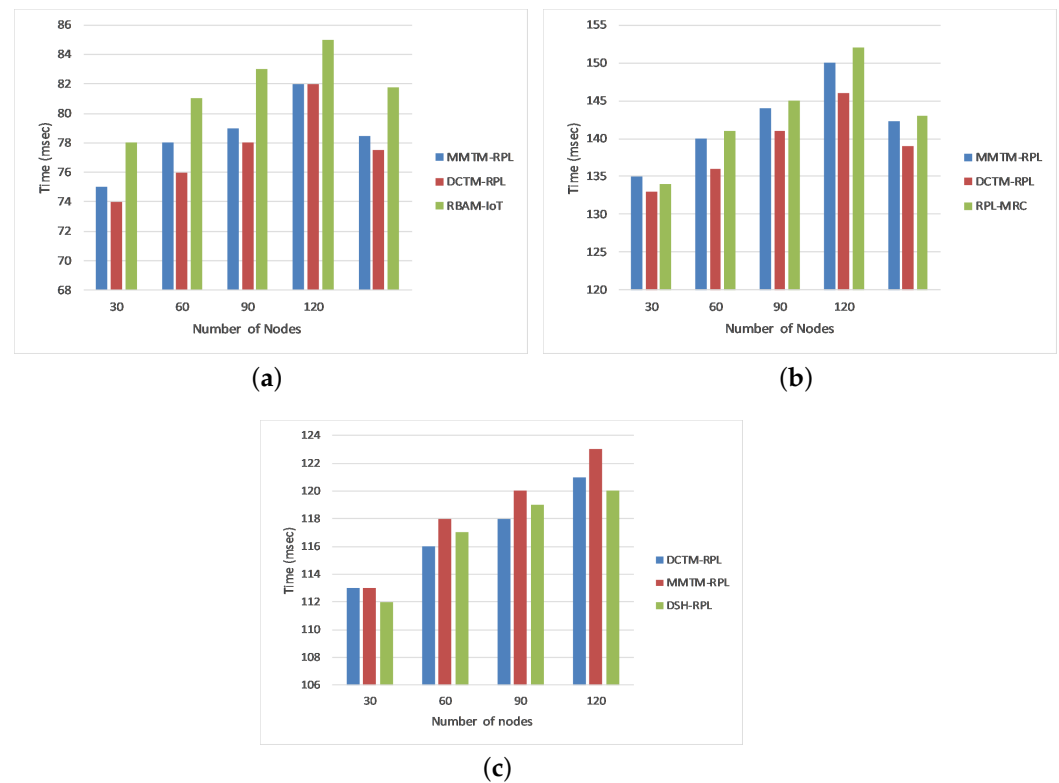 86
84
82
80
78
76
74
72
70
68
Time (msec)
30 60 90 120
Number of Nodes
MMTM-RPL
DCTM-RPL
RBAM-IoT
(a)
155
150
145
140
135
130
125
120
Time (msec)
30 60 90 120
Number of Nodes
MMTM-RPL
DCTM-RPL
RPL-MRC
(b)
124
122
120
118
116
114
112
110
108
106
Time (msec)
30 60 90 120
Number of nodes
DCTM-RPL
MMTM-RPL
DSH-RPL
(c)